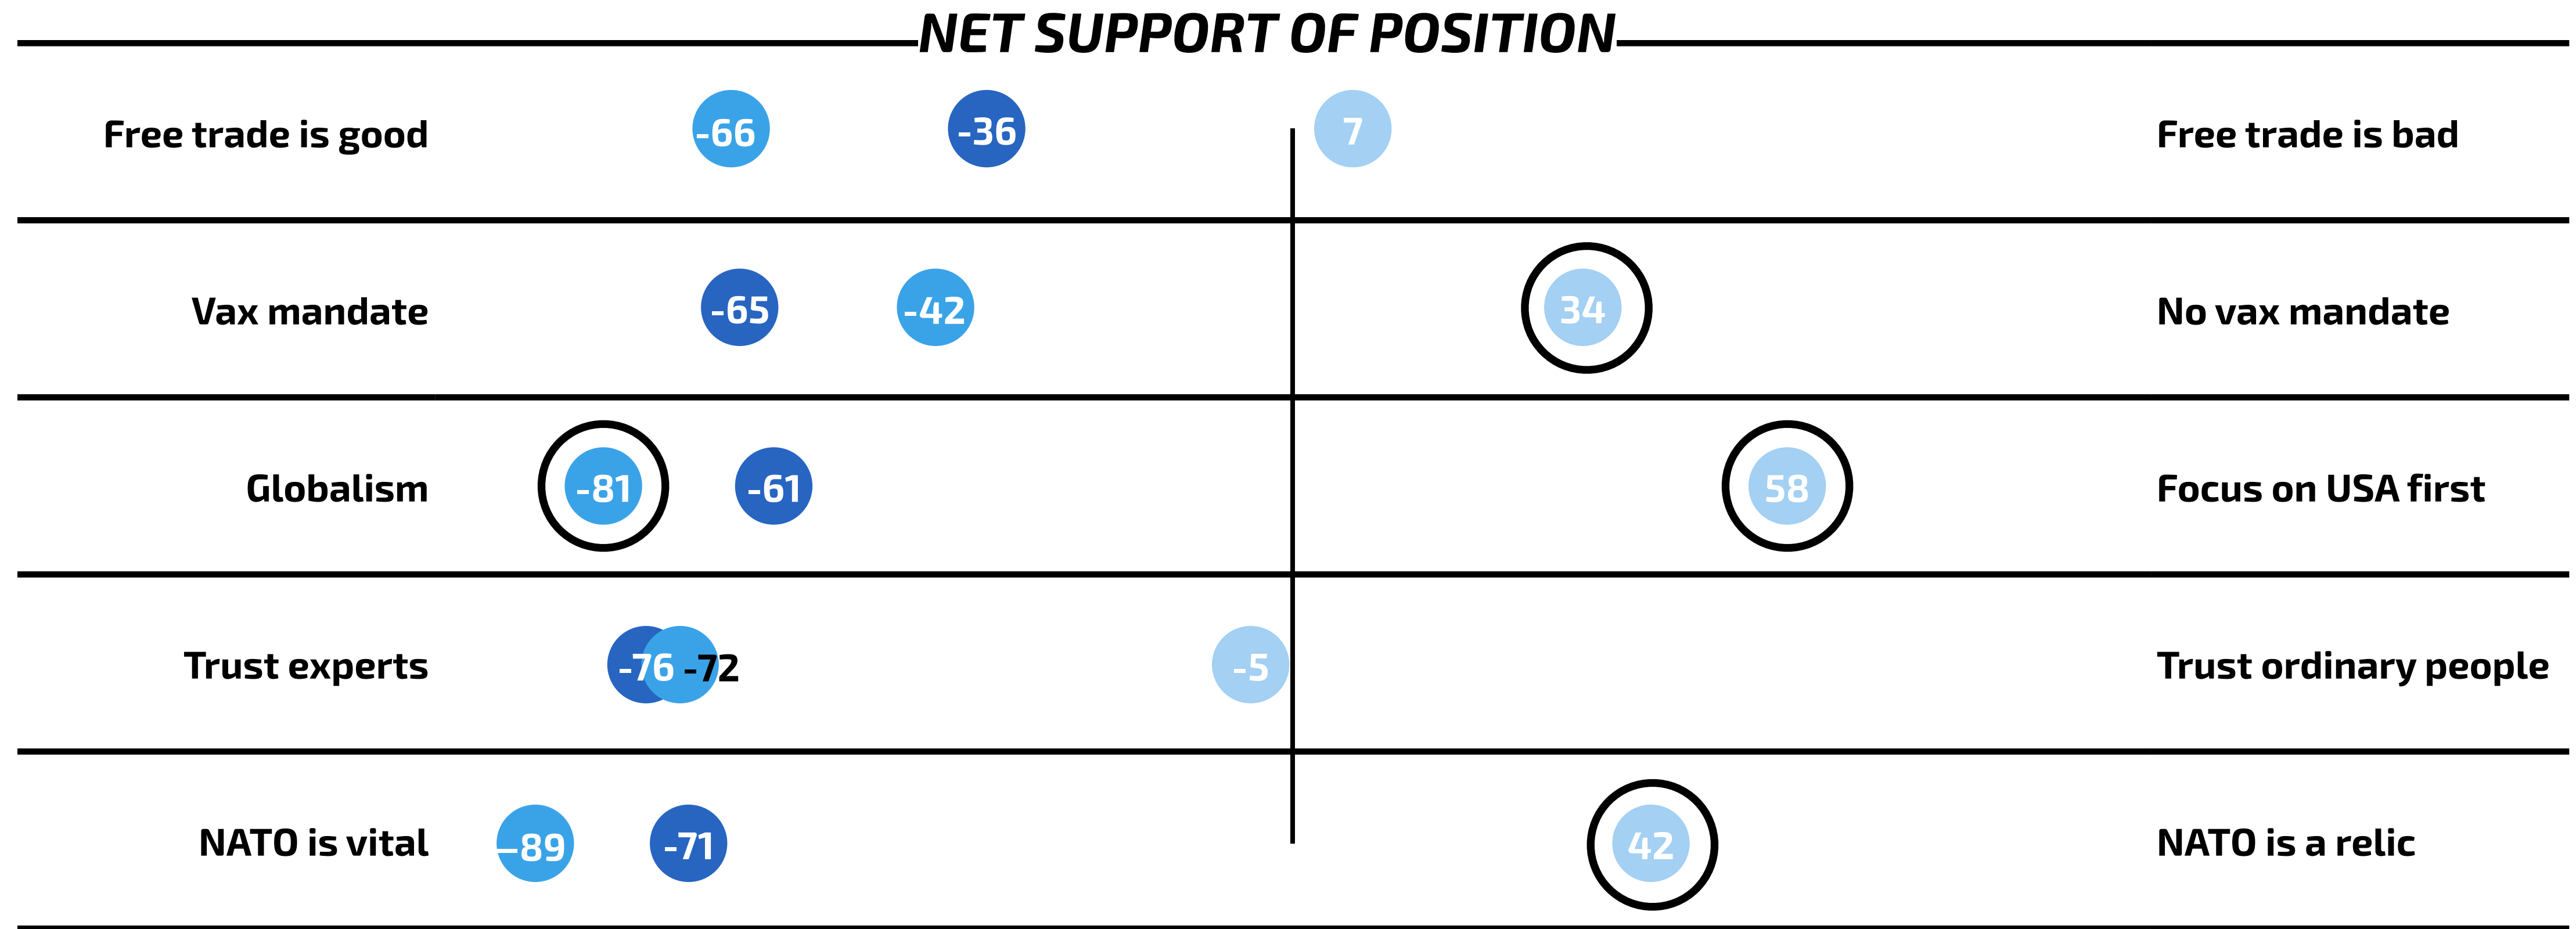 NET SUPPORT OF POSITION
Free trade is good -66 -36 7 Free trade is bad
Vax mandate -65 -42 34 No vax mandate
Globalism -81 -61 58 Focus on USA first
Trust experts -76 -72 -5 Trust ordinary people
NATO is vital –89 -71 42 NATO is a relic